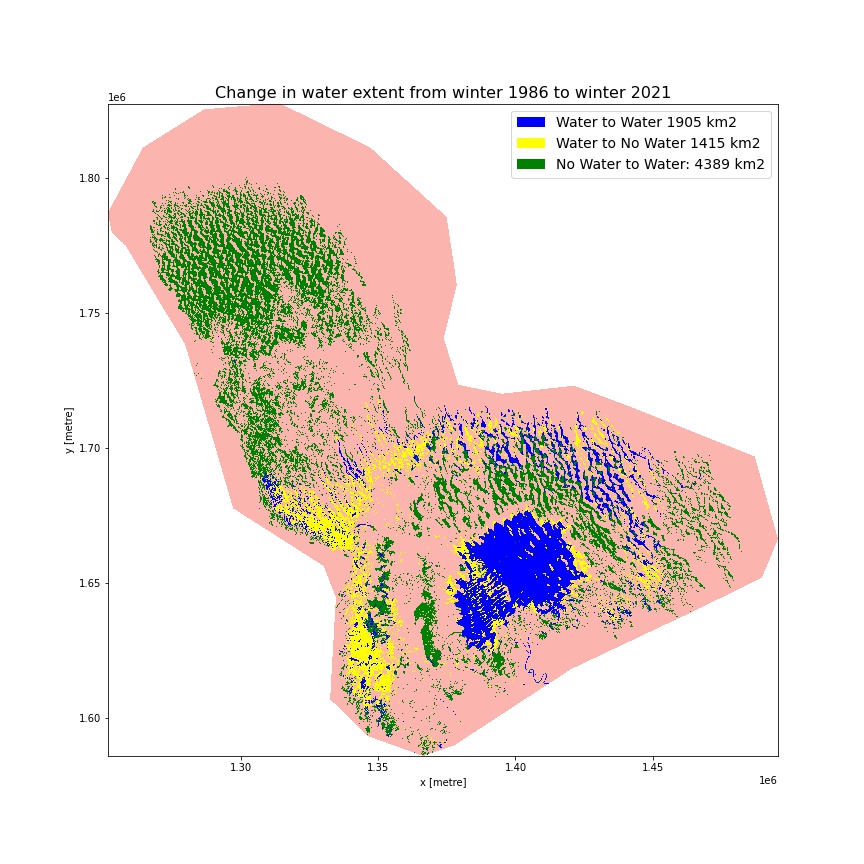 Change in water extent from winter 1986 to winter 2021
1e6
Water to Water 1905 km2
Water to No Water 1415 km2
No Water to Water: 4389 km2
1.80
1.75
1.70
1.65
1.60
y [metre]
1.30 1.35 1.40 1.45
1e6
x [metre]